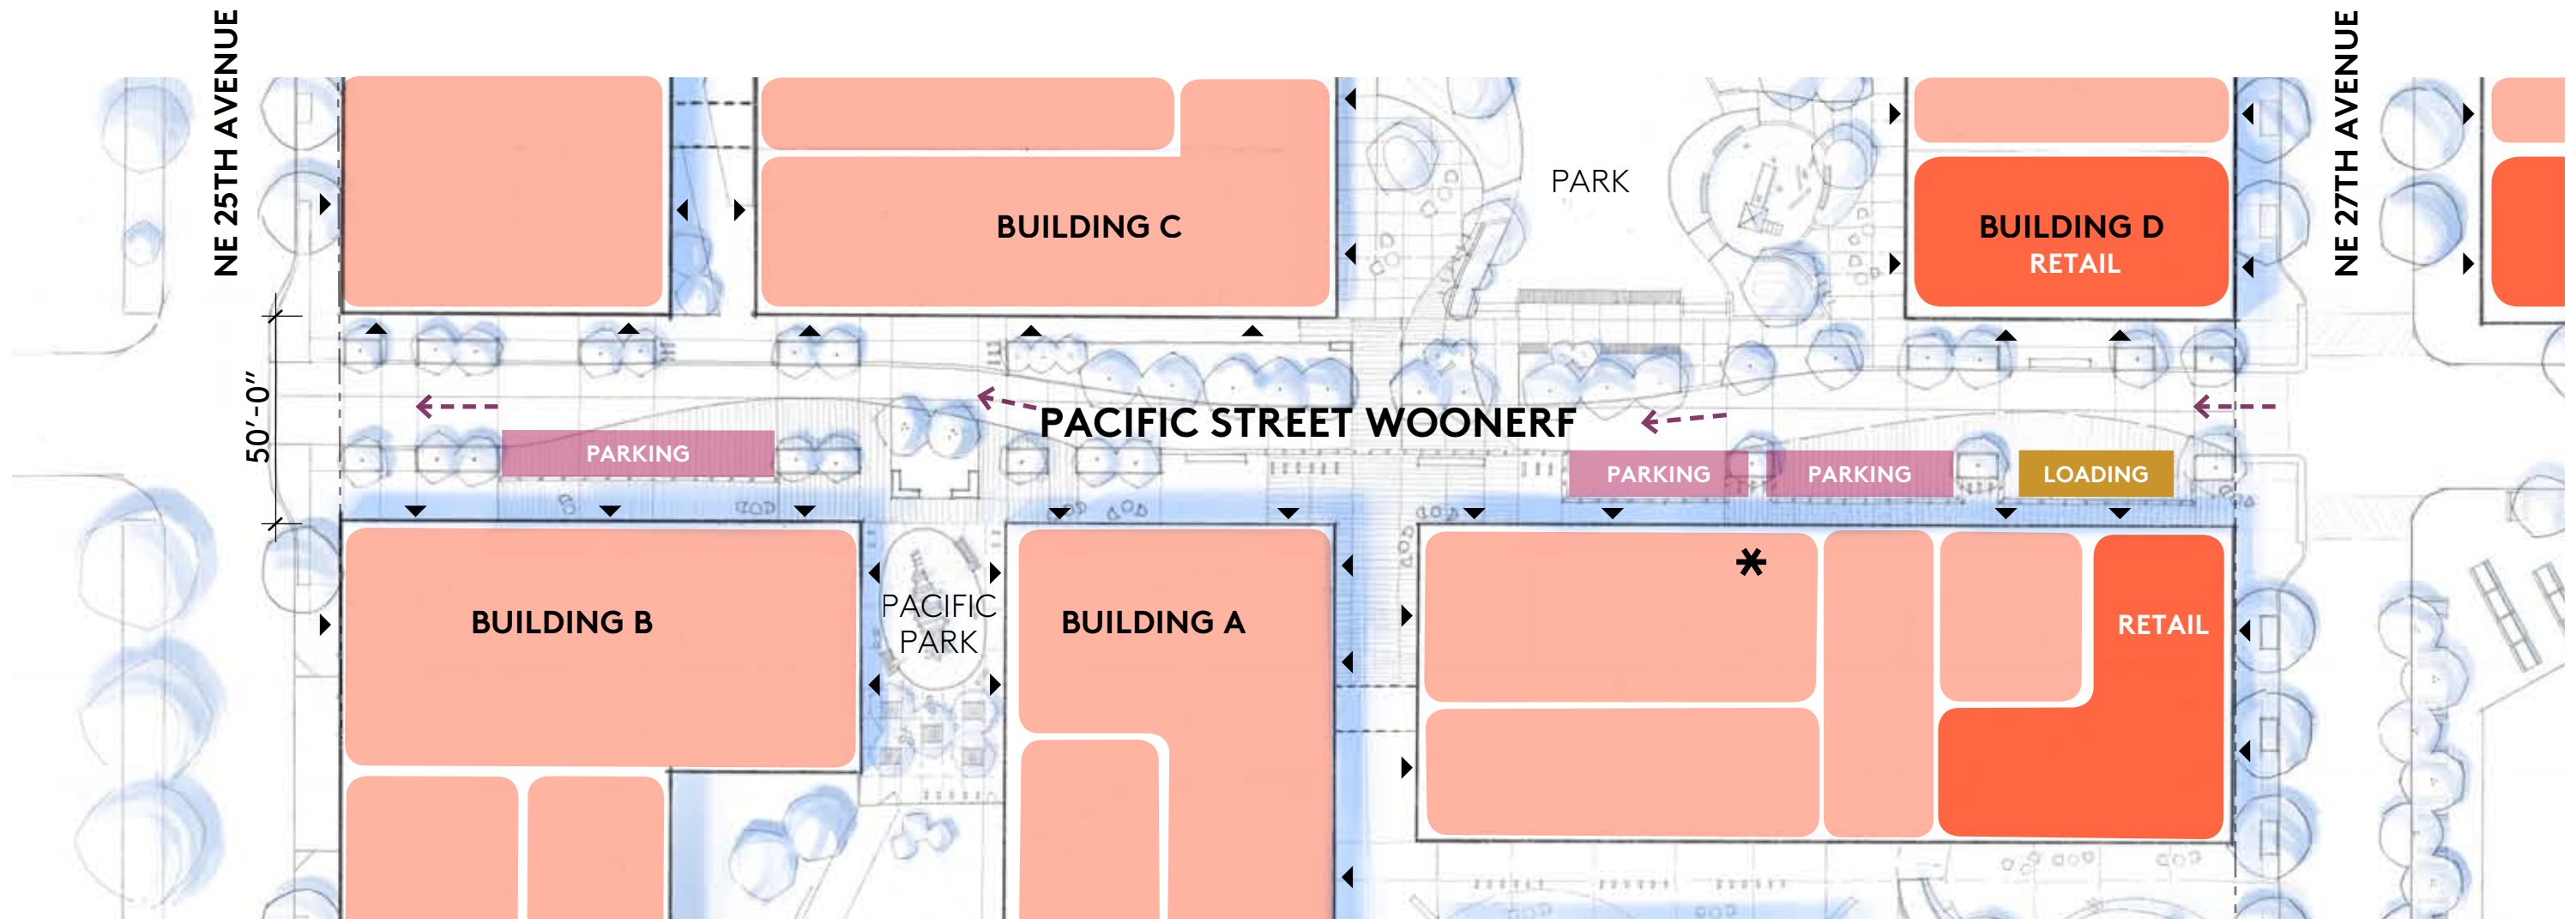 NE 25TH AVENUE
NE 27TH AVENUE
PARK
BUILDING C
BUILDING D
RETAIL
50'-0"
PACIFIC STREET WOONERF
PARKING
PARKING
PARKING
LOADING
BUILDING B
PACIFIC
PARK
BUILDING A
*
RETAIL